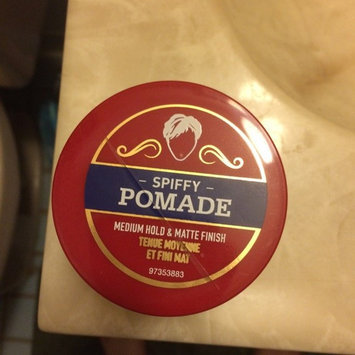 - SPIFFY -
POMADE
MEDIUM HOLD & MATTE FINISH
TENUE MOYENNE
ET FINI MAT
97353883